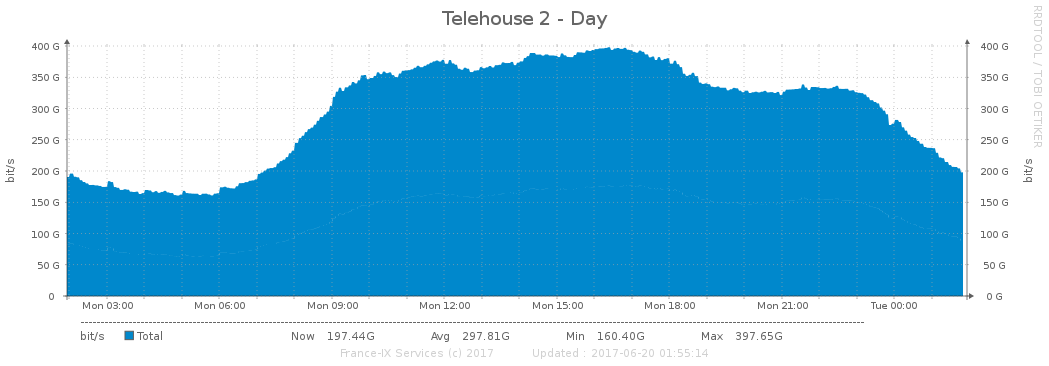 Telehouse 2 - Day
RRDTOOL / TOBI OETIKER
400 G 400 G
350 G 350 G
300 G 300 G
250 G 250 G
200 G 200 G
150 G 150 G
100 G 100 G
50 G 50 G
0 0 G
bit/s bit/s
Mon 03:00 Mon 06:00 Mon 09:00 Mon 12:00 Mon 15:00 Mon 18:00 Mon 21:00 Tue 00:00
bit/s Total Now 197.44G Avg 297.81G Min 160.40G Max 397.65G
France-IX Services (c) 2017 Updated : 2017-06-20 01:55:14